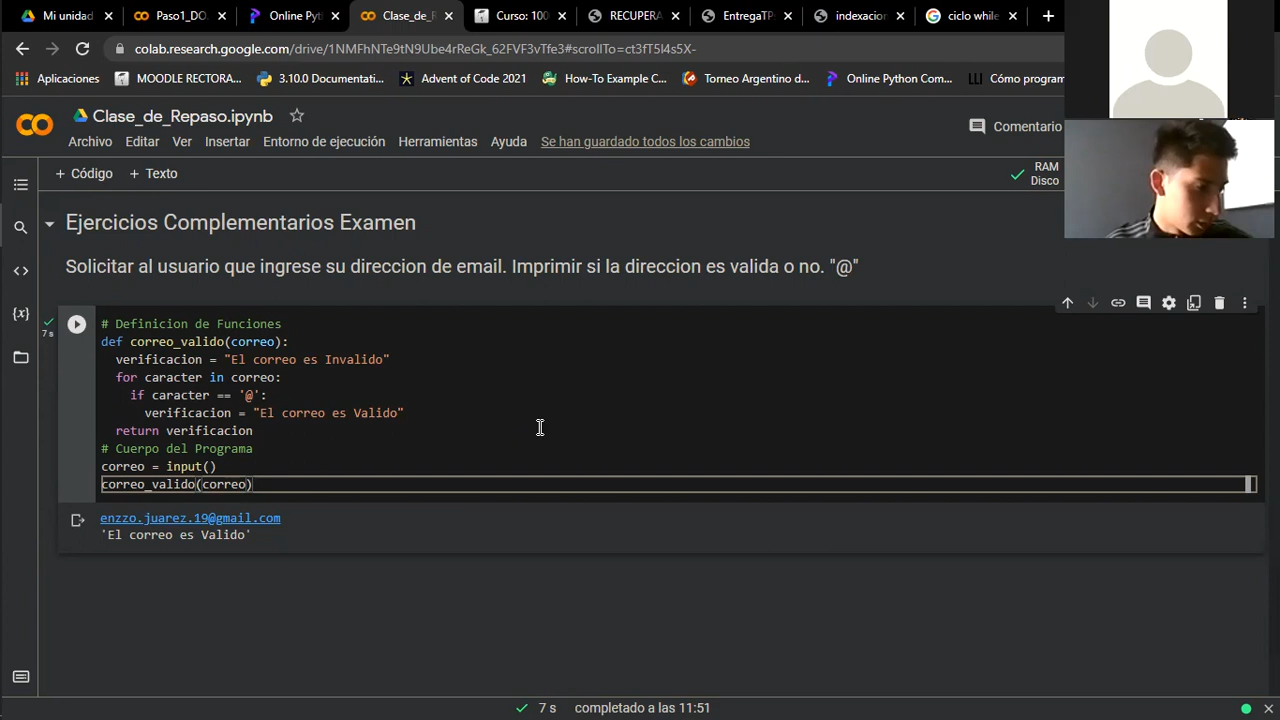 Mi unidad
Paso1_DO.
Online Pyt
Clase_de_R
Curso: 100
RECUPERA
EntregaTP.
indexacion
ciclo while
colab.research.google.com/drive/1NMFhNTe9tN9Ube4rReGk_62FVF3vTfe3#scrollTo=ct3fT5I4s5X-
Aplicaciones
MOODLE RECTORA...
3.10.0 Documentati...
Advent of Code 2021
How-To Example C...
Torneo Argentino d...
Online Python Com...
Cómo program
Clase_de_Repaso.ipynb
Comentario
Archivo Editar Ver Insertar Entorno de ejecución Herramientas Ayuda Se han guardado todos los cambios
+ Código + Texto
RAM
Disco
Ejercicios Complementarios Examen
Solicitar al usuario que ingrese su direccion de email. Imprimir si la direccion es valida o no. "@"
7 s
# Definicion de Funciones
def correo_valido(correo):
verificacion = "El correo es Invalido"
for caracter in correo:
if caracter == '@':
verificacion = "El correo es Valido"
return verificacion
# Cuerpo del Programa
correo = input()
correo_valido(correo)
enzzo.juarez.19@gmail.com
'El correo es Valido'
7 s completado a las 11:51